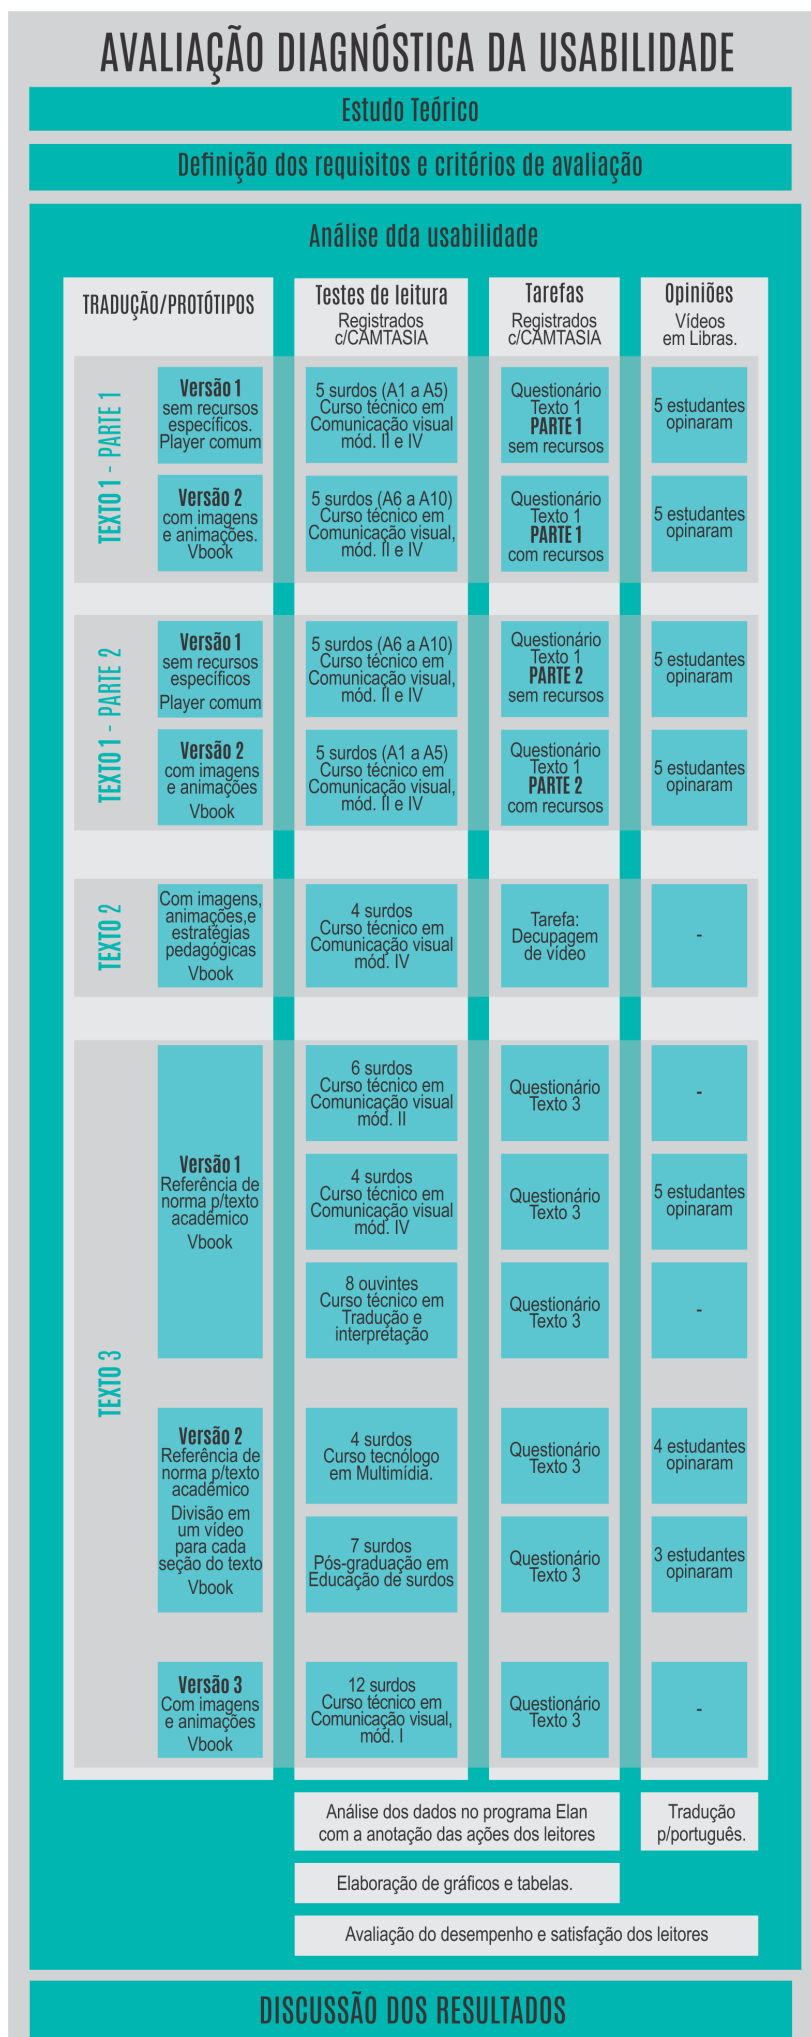 AVALIAÇÃO DIAGNÓSTICA DA USABILIDADE
Estudo Teórico
Definição dos requisitos e critérios de avaliação
Análise dda usabilidade
TRADUÇÃO/PROTÓTIPOS
Testes de leitura
Registrados
c/CAMTASIA
Tarefas
Registrados
c/CAMTASIA
Opiniões
Vídeos
em Libras.
TEXTO 1 - PARTE 1
Versão 1
sem recursos
específicos.
Player comum
5 surdos (A1 a A5)
Curso técnico em
Comunicação visual
mód. II e IV
Questionário
Texto 1
PARTE 1
sem recursos
5 estudantes
opinaram
Versão 2
com imagens
e animações.
Vbook
5 surdos (A6 a A10)
Curso técnico em
Comunicação visual,
mód. II e IV
Questionário
Texto 1
PARTE 1
com recursos
5 estudantes
opinaram
TEXTO 1 - PARTE 2
Versão 1
sem recursos
específicos
Player comum
5 surdos (A6 a A10)
Curso técnico em
Comunicação visual,
mód. II e IV
Questionário
Texto 1
PARTE 2
sem recursos
5 estudantes
opinaram
Versão 2
com imagens
e animações
Vbook
5 surdos (A1 a A5)
Curso técnico em
Comunicação visual,
mód. II e IV
Questionário
Texto 1
PARTE 2
com recursos
5 estudantes
opinaram
TEXTO 2
Com imagens,
animações,e
estratégias
pedagógicas
Vbook
4 surdos
Curso técnico em
Comunicação visual
mód. IV
Tarefa:
Decupagem
de vídeo
-
TEXTO 3
Versão 1
Referência de
norma p/texto
acadêmico
Vbook
6 surdos
Curso técnico em
Comunicação visual
mód. II
Questionário
Texto 3
-
4 surdos
Curso técnico em
Comunicação visual
mód. IV
Questionário
Texto 3
5 estudantes
opinaram
8 ouvintes
Curso técnico em
Tradução e
interpretação
Questionário
Texto 3
-
Versão 2
Referência de
norma p/texto
acadêmico
Divisão em
um vídeo
para cada
seção do texto
Vbook
4 surdos
Curso tecnólogo
em Multimídia.
Questionário
Texto 3
4 estudantes
opinaram
7 surdos
Pós-graduação em
Educação de surdos
Questionário
Texto 3
3 estudantes
opinaram
Versão 3
Com imagens
e animações
Vbook
12 surdos
Curso técnico em
Comunicação visual,
mód. I
Questionário
Texto 3
-
Análise dos dados no programa Elan
com a anotação das ações dos leitores
Tradução
p/português.
Elaboração de gráficos e tabelas.
Avaliação do desempenho e satisfação dos leitores
DISCUSSÃO DOS RESULTADOS